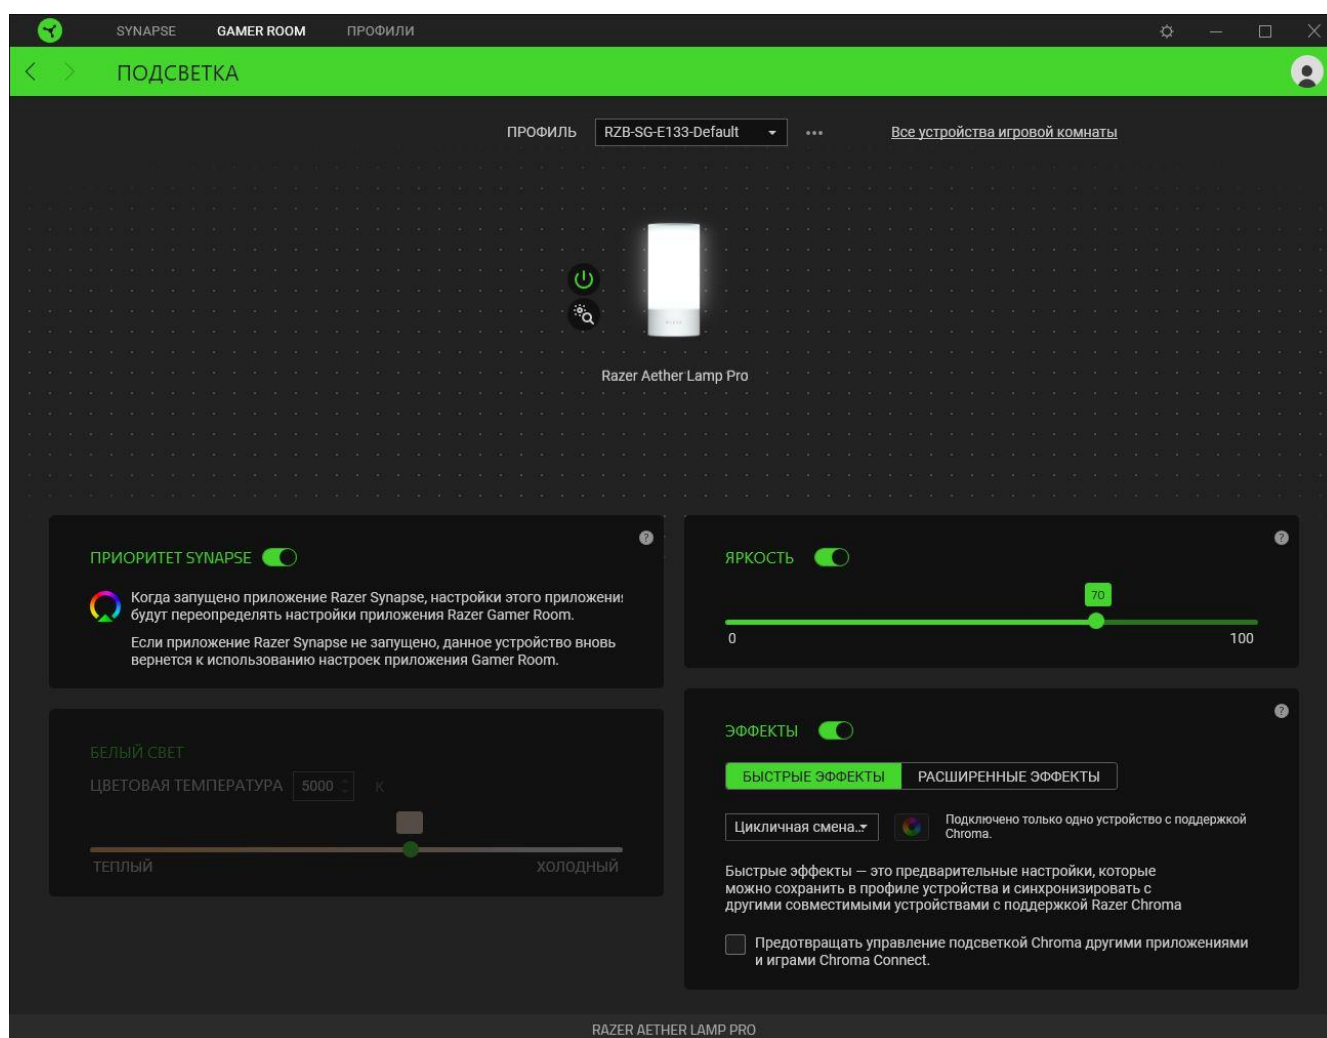 SYNAPSE GAMER ROOM ПРОФИЛИ
ПОДСВЕТКА
ПРОФИЛЬ RZB-SG-E133-Default Все устройства игровой комнаты
Razer Aether Lamp Pro
ПРИОРИТЕТ SYNAPSE
Когда запущено приложение Razer Synapse, настройки этого приложени
будут переопределять настройки приложения Razer Gamer Room.
Если приложение Razer Synapse не запущено, данное устройство вновь
вернется к использованию настроек приложения Gamer Room.
БЕЛЫЙ СВЕТ
ЦВЕТОВАЯ ТЕМПЕРАТУРА 5000 K
ТЕПЛЫЙ ХОЛОДНЫЙ
ЯРКОСТЬ
70
0 100
ЭФФЕКТЫ
БЫСТРЫЕ ЭФФЕКТЫ РАСШИРЕННЫЕ ЭФФЕКТЫ
Цикличная смена...
Подключено только одно устройство с поддержкой
Chroma.
Быстрые эффекты — это предварительные настройки, которые
можно сохранить в профиле устройства и синхронизировать с
другими совместимыми устройствами с поддержкой Razer Chroma
Предотвращать управление подсветкой Chroma другими приложениями
и играми Chroma Connect.
RAZER AETHER LAMP PRO